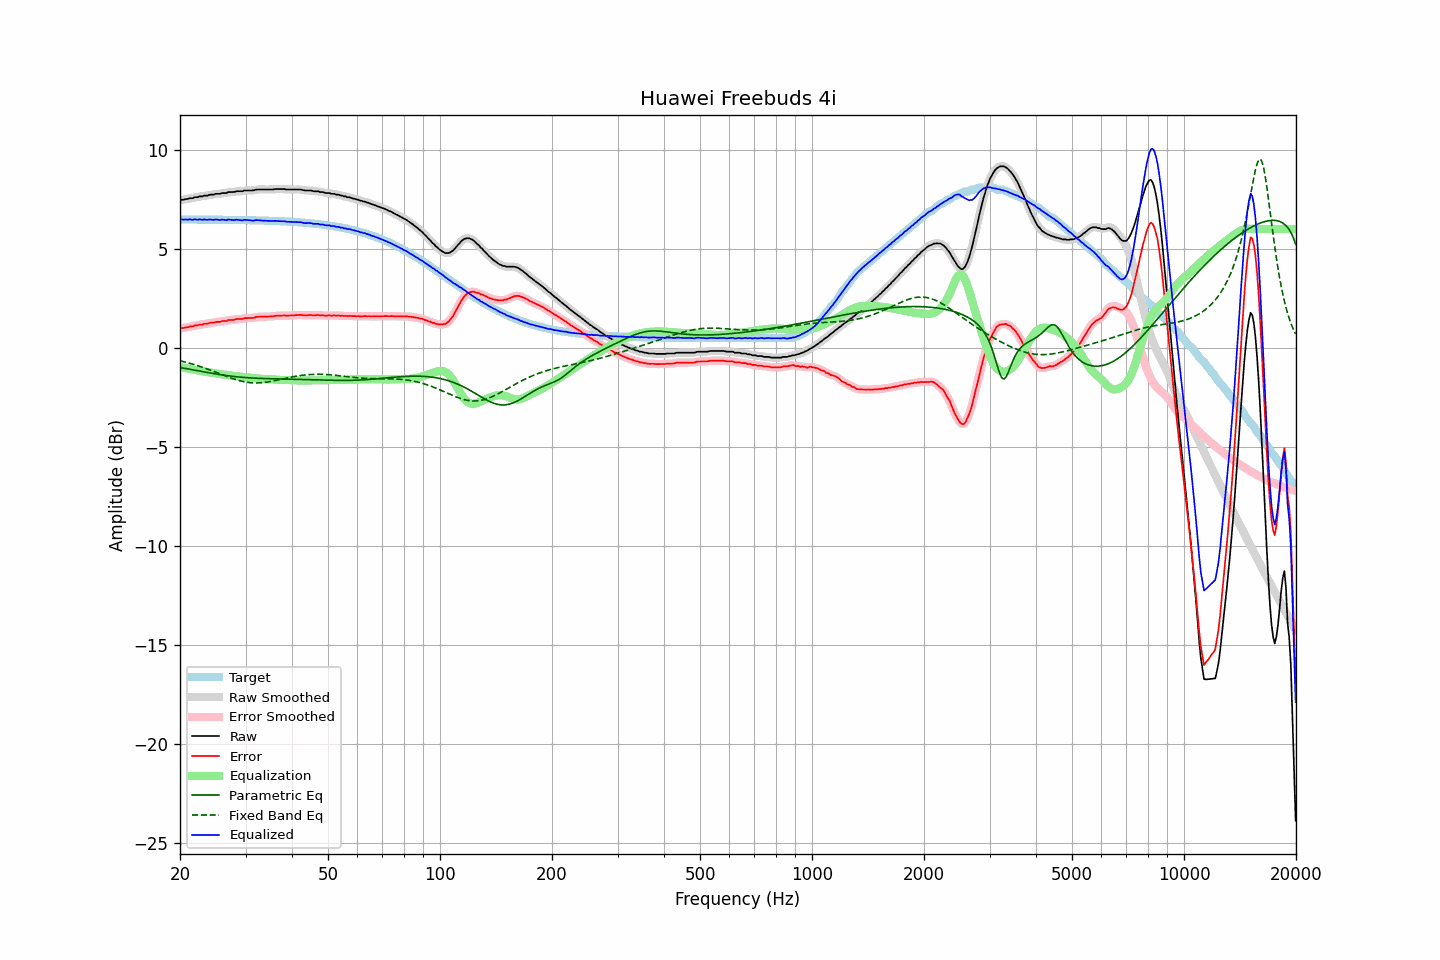 Huawei Freebuds 4i
Amplitude (dBr)
10
5
0
−5
−10
−15
−20
−25
Target
Raw Smoothed
Error Smoothed
Raw
Error
Equalization
Parametric Eq
Fixed Band Eq
Equalized
20 50 100 200 500 1000 2000 5000 10000 20000
Frequency (Hz)